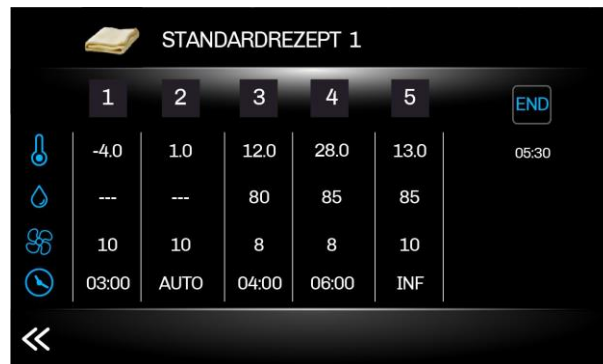 STANDARDREZEPT 1
1 2 3 4 5 END
-4.0 1.0 12.0 28.0 13.0 05:30
--- --- 80 85 85
10 10 8 8 10
03:00 AUTO 04:00 06:00 INF